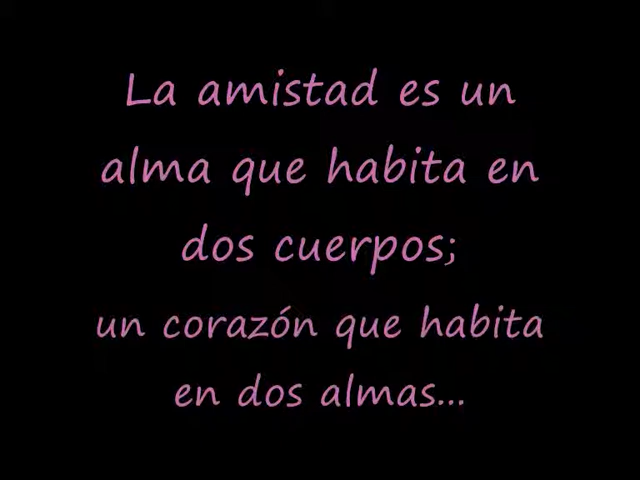 La amistad es un
alma que habita en
dos cuerpos;
un corazón que habita
en dos almas...